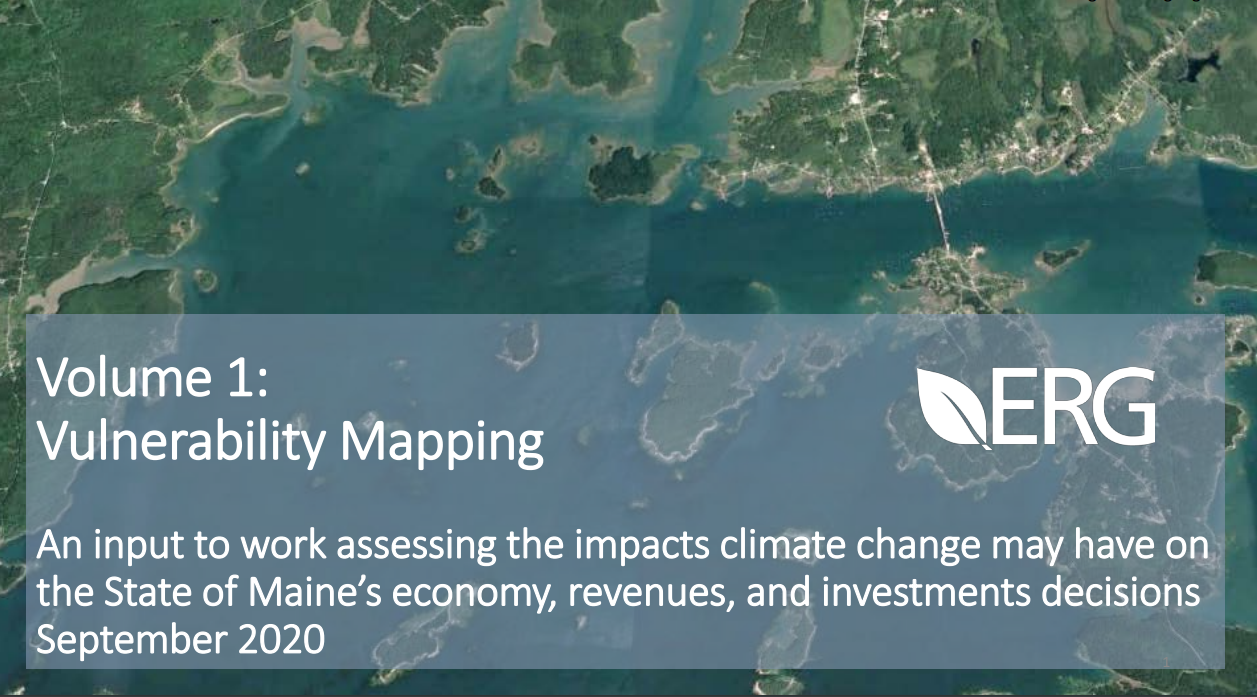 Volume 1:
Vulnerability Mapping
ERG
An input to work assessing the impacts climate change may have on
the State of Maine's economy, revenues, and investments decisions
September 2020
1